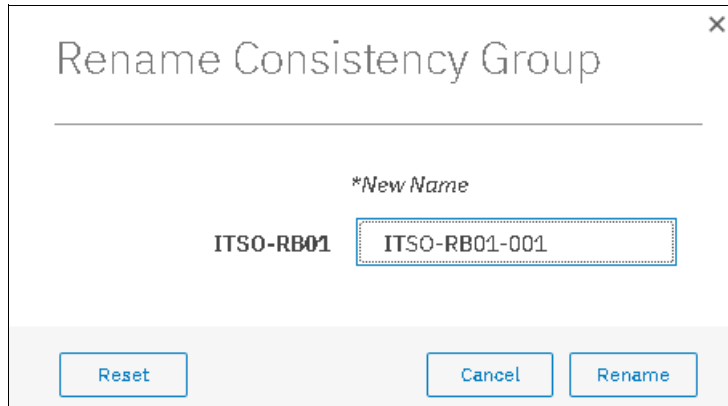 ×
Rename Consistency Group
*New Name
ITSO-RB01 ITSO-RB01-001
Reset Cancel Rename